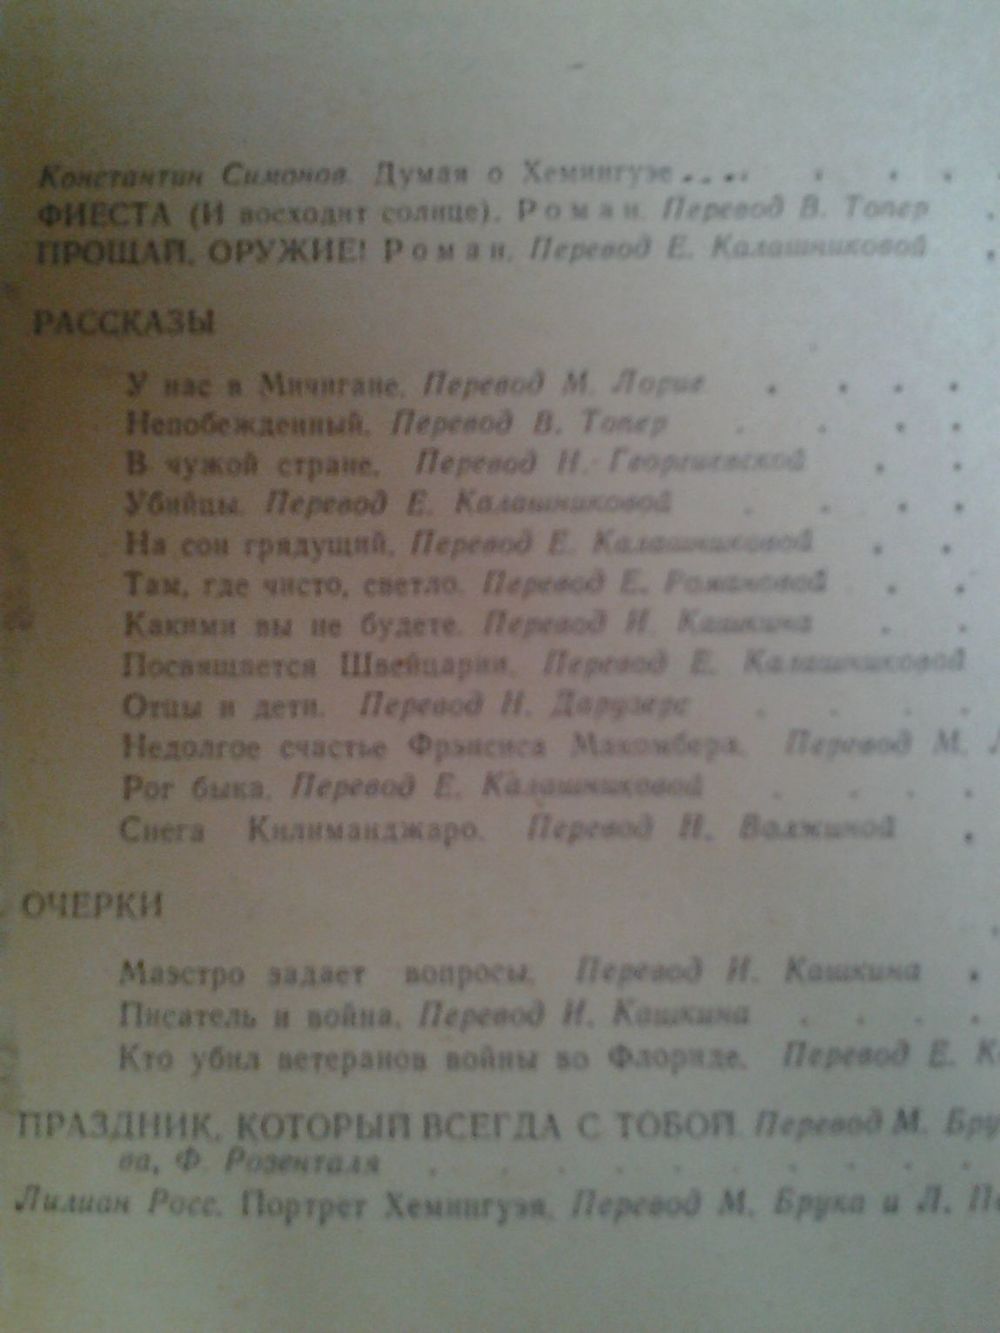 Константин Симонов. Думая о Хемингуэе
ФИЕСТА (И восходит солнце). Роман. Перевод В. Топер
ПРОЩАЙ, ОРУЖИЕ! Роман. Перевод Е. Калашниковой
РАССКАЗЫ
У нас в Мичигане. Перевод М. Лорие
Непобежденный. Перевод В. Топер
В чужой стране. Перевод Н. Георгиевской
Убийцы. Перевод Е. Калашниковой
На сон грядущий. Перевод Е. Калашниковой
Там, где чисто, светло. Перевод Е. Романовой
Какими вы не будете. Перевод И. Кашкина
Посвящается Швейцарии. Перевод Е. Калашниковой
Отцы и дети. Перевод Н. Дарузерс
Недолгое счастье Фрэнсиса Макомбера. Перевод М.
Рог быка. Перевод Е. Калашниковой
Снега Килиманджаро. Перевод Н. Волжиной
ОЧЕРКИ
Маэстро задает вопросы. Перевод И. Кашкина
Писатель и война. Перевод И. Кашкина
Кто убил ветеранов войны во Флориде. Перевод Е. К
ПРАЗДНИК, КОТОРЫЙ ВСЕГДА С ТОБОЙ. Перевод М. Бру
ва, Ф. Розенталя
Лилиан Росс. Портрет Хемингуэя. Перевод М. Брука и Л. П